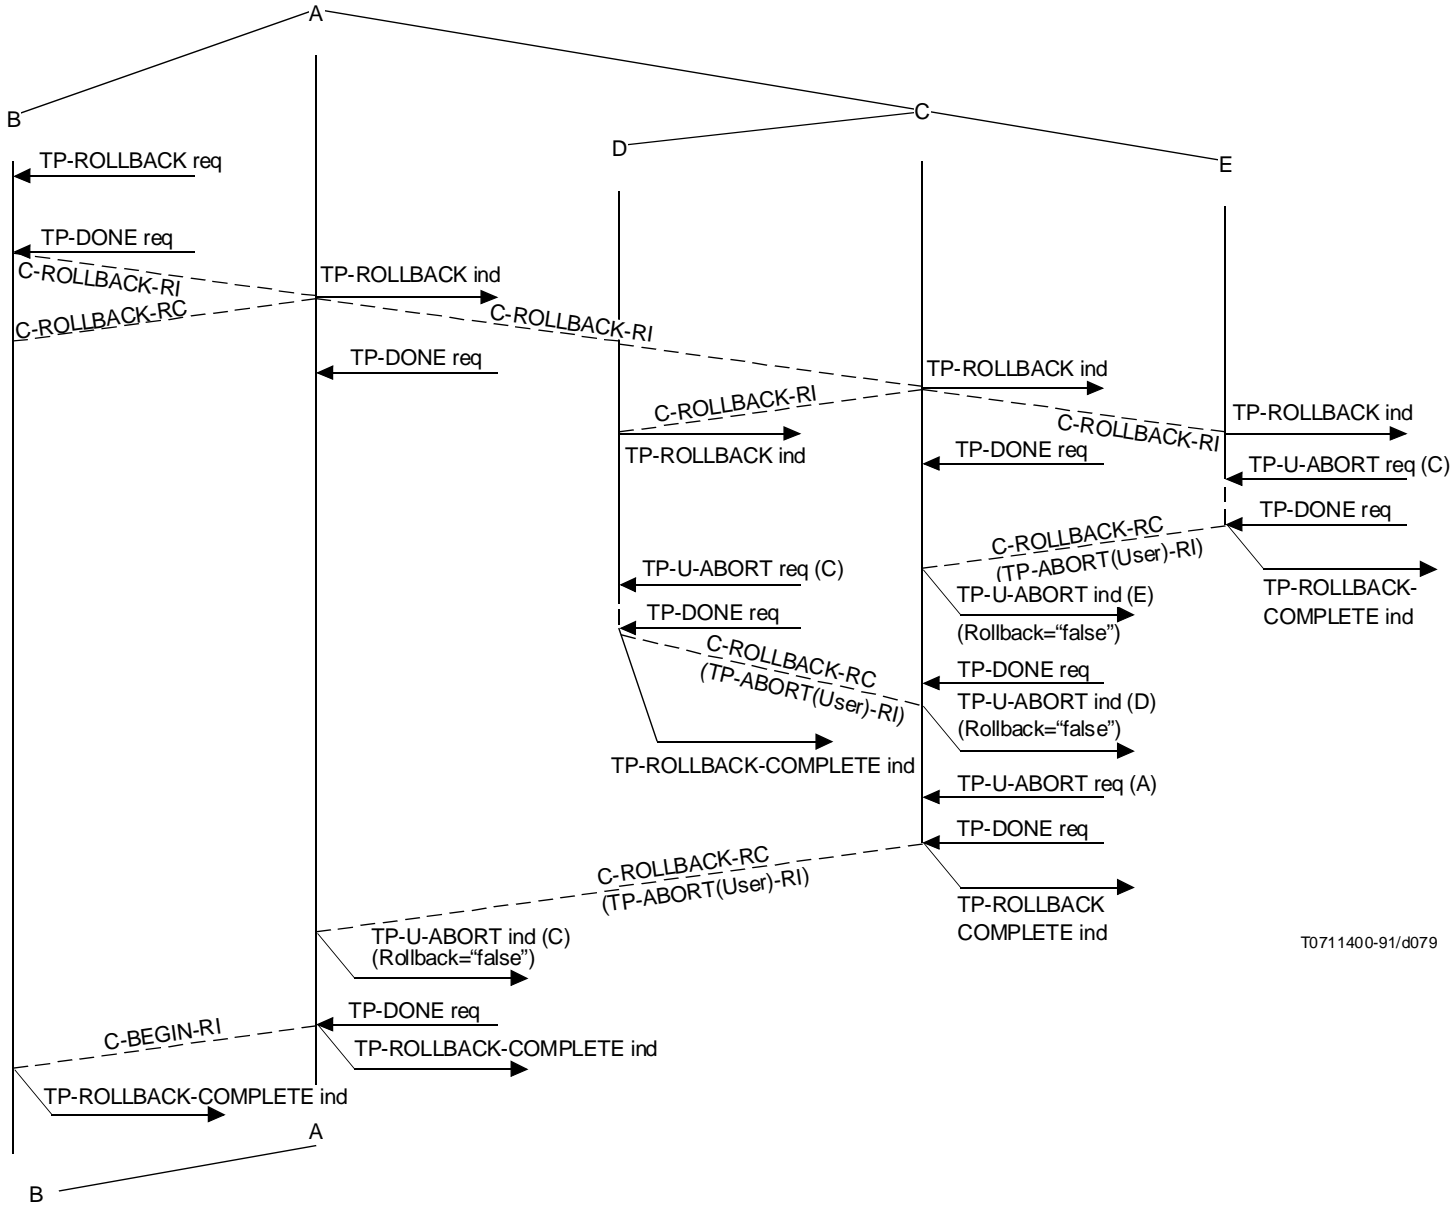 A
B
C
D
E
TP-ROLLBACK req
TP-DONE req
C-ROLLBACK-RI
TP-ROLLBACK ind
C-ROLLBACK-RC
C-ROLLBACK-RI
TP-DONE req
TP-ROLLBACK ind
C-ROLLBACK-RI
TP-ROLLBACK ind
C-ROLLBACK-RI
TP-ROLLBACK ind
TP-DONE req
TP-U-ABORT req (C)
TP-DONE req
C-ROLLBACK-RC
(TP-ABORT(User)-RI)
TP-U-ABORT req (C)
TP-ROLLBACK-
COMPLETE ind
TP-U-ABORT ind (E)
(Rollback=“false”)
TP-DONE req
C-ROLLBACK-RC
(TP-ABORT(User)-RI)
TP-DONE req
TP-U-ABORT ind (D)
(Rollback=“false”)
TP-ROLLBACK-COMPLETE ind
TP-U-ABORT req (A)
TP-DONE req
C-ROLLBACK-RC
(TP-ABORT(User)-RI)
TP-ROLLBACK
COMPLETE ind
TP-U-ABORT ind (C)
(Rollback=“false”)
T0711400-91/d079
TP-DONE req
C-BEGIN-RI
TP-ROLLBACK-COMPLETE ind
TP-ROLLBACK-COMPLETE ind
A
B